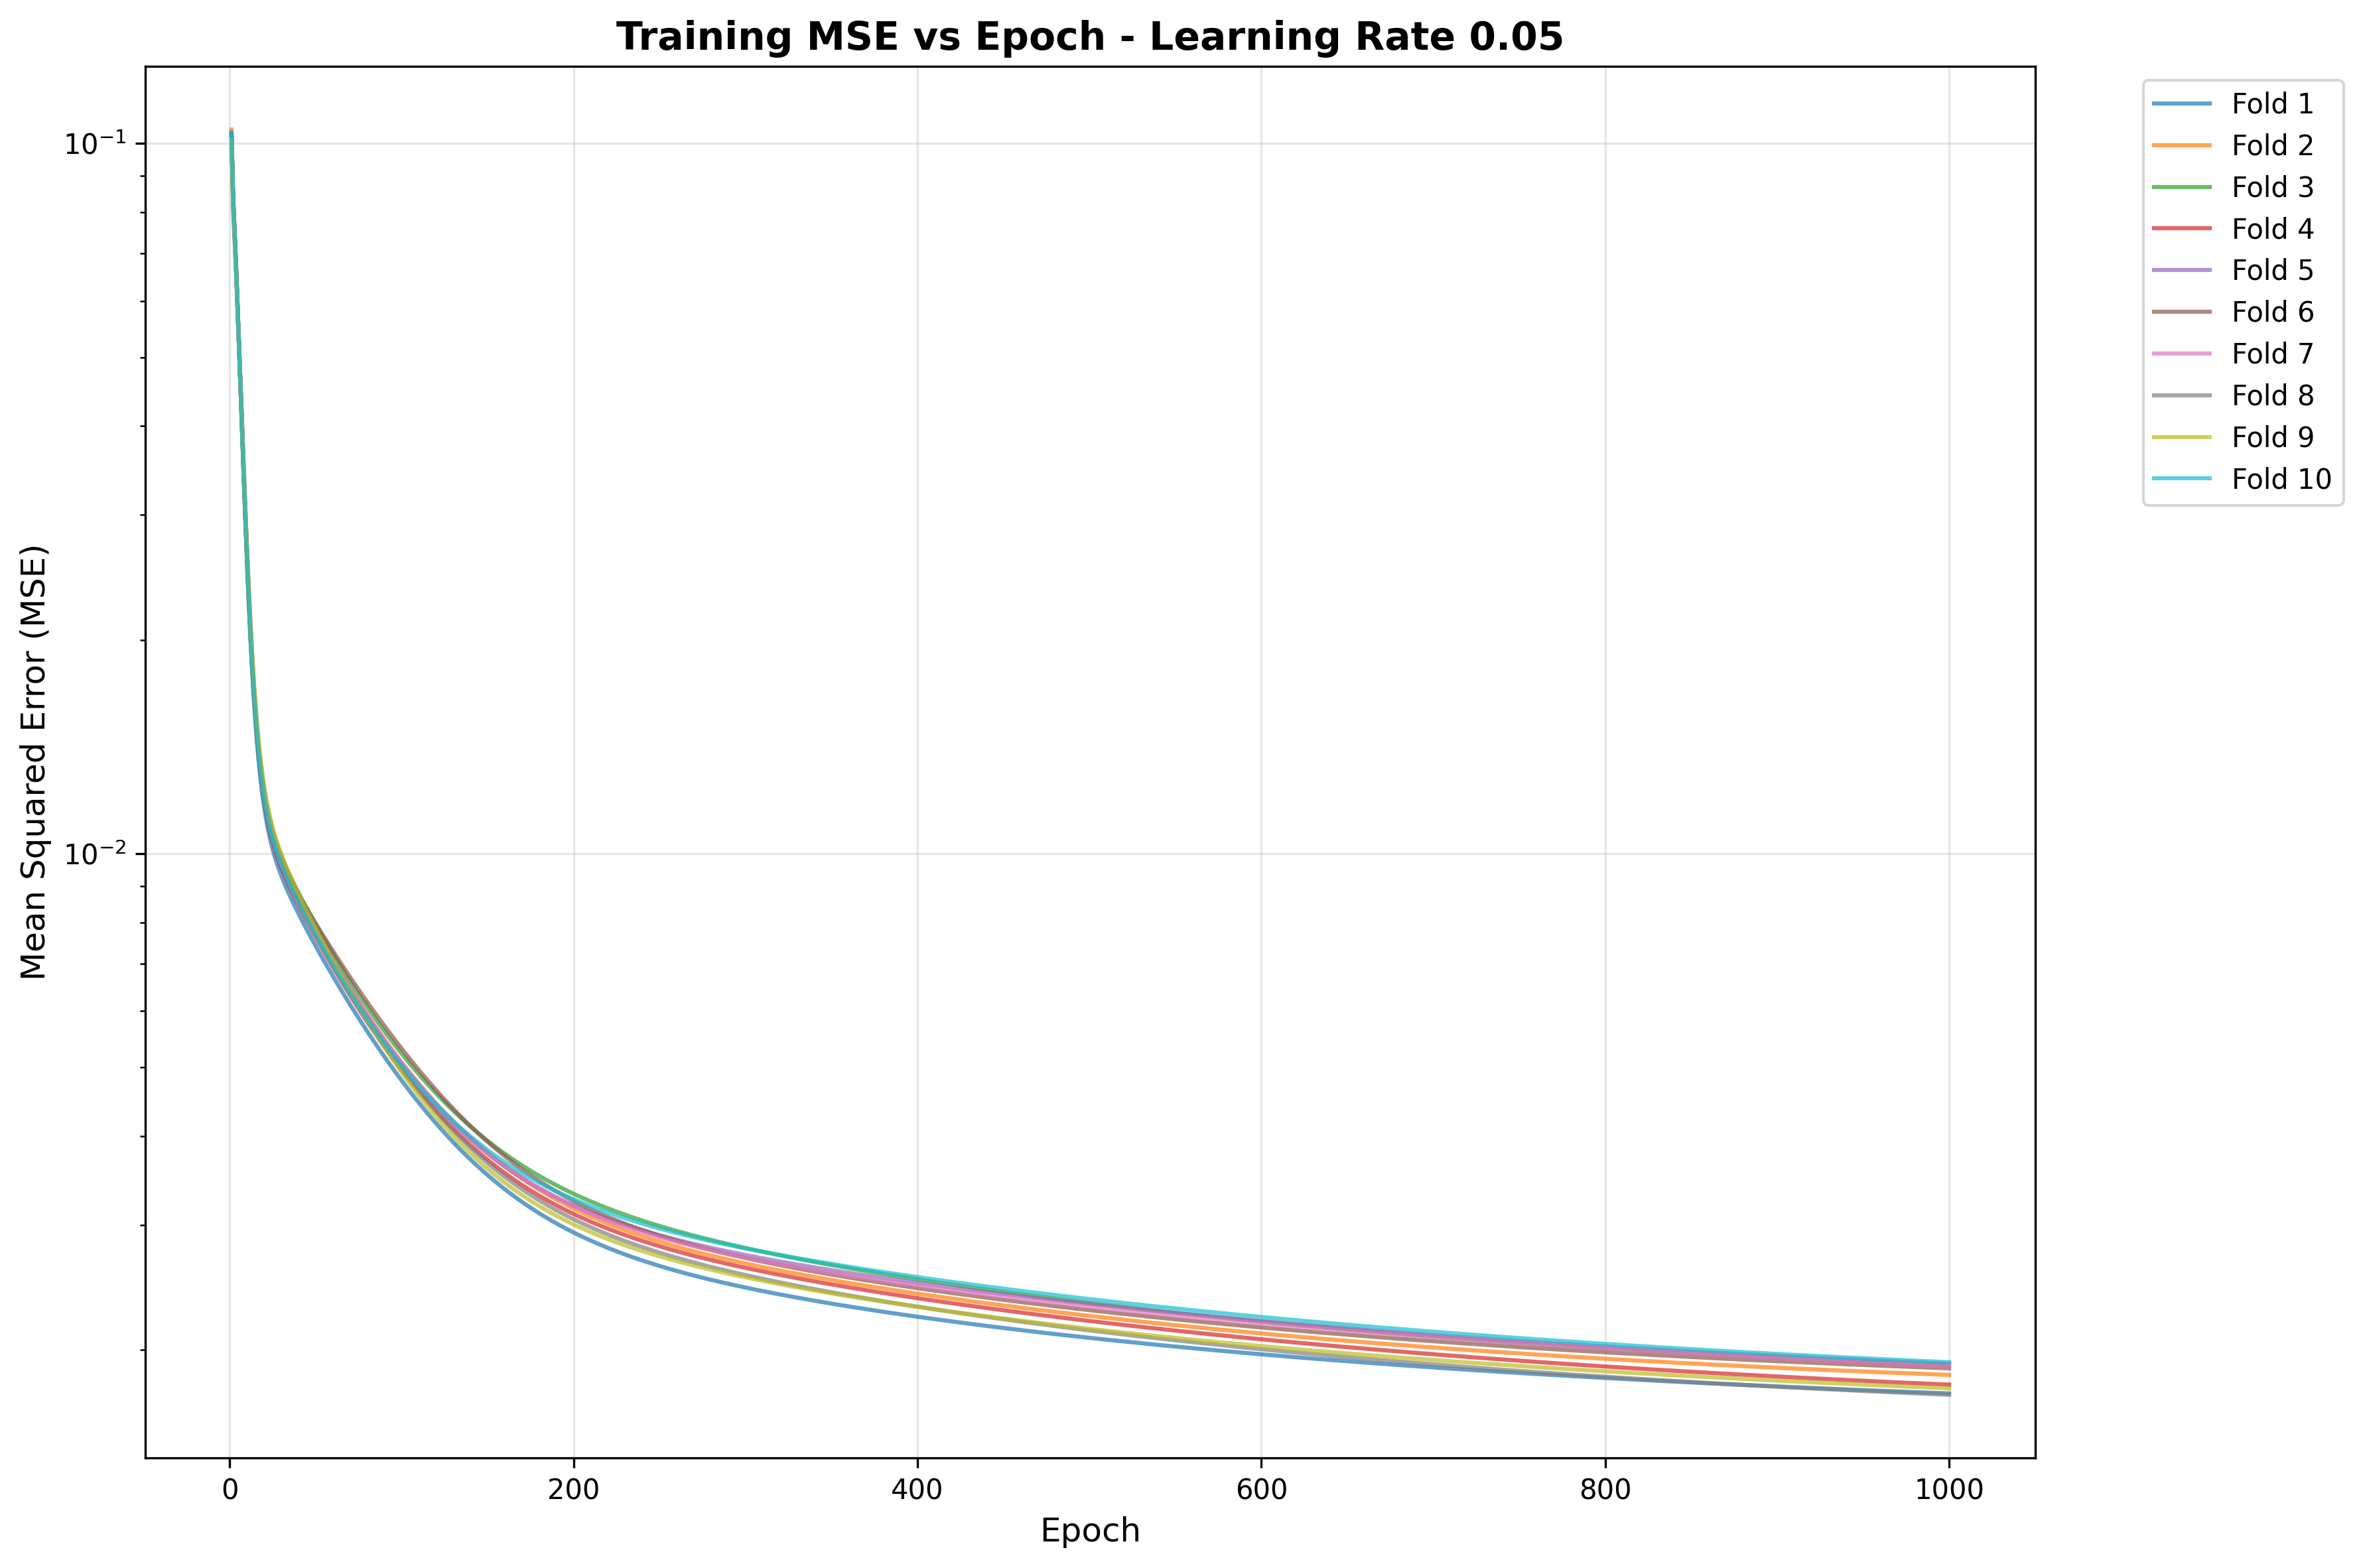 Training MSE vs Epoch - Learning Rate 0.05
Mean Squared Error (MSE)
10⁻¹
10⁻²
0 200 400 600 800 1000
Epoch
Fold 1
Fold 2
Fold 3
Fold 4
Fold 5
Fold 6
Fold 7
Fold 8
Fold 9
Fold 10